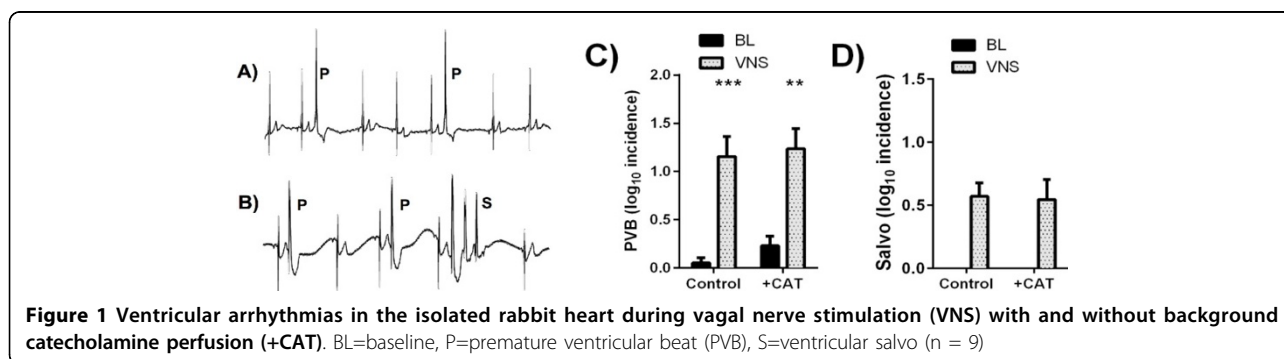 A)
P
P
B)
P
P
S
C)
BL
VNS
PVB (log10 incidence)
2.0
1.5
1.0
0.5
0.0
***
**
Control
+CAT
D)
BL
VNS
Salvo (log10 incidence)
1.5
1.0
0.5
0.0
Control
+CAT
Figure 1 Ventricular arrhythmias in the isolated rabbit heart during vagal nerve stimulation (VNS) with and without background
catecholamine perfusion (+CAT). BL=baseline, P=premature ventricular beat (PVB), S=ventricular salvo (n = 9)